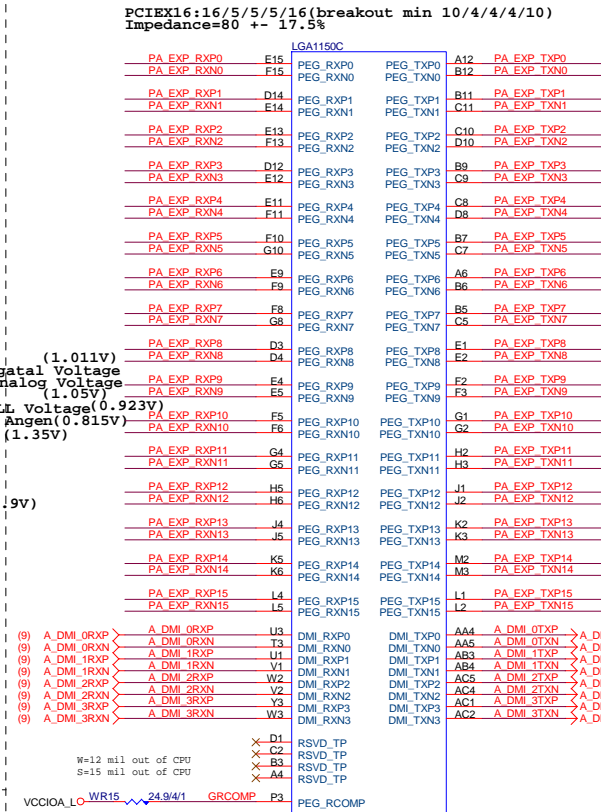 PCIEX16:16/5/5/5/16(breakout min 10/4/4/4/10)
Impedance=80 +- 17.5%
LGA1150C
PA_EXP_RXP0 E15 PEG_RXP0 PEG_TXP0 A12 PA_EXP_TXP0
PA_EXP_RXN0 F15 PEG_RXN0 PEG_TXN0 B12 PA_EXP_TXN0
PA_EXP_RXP1 D14 PEG_RXP1 PEG_TXP1 B11 PA_EXP_TXP1
PA_EXP_RXN1 E14 PEG_RXN1 PEG_TXN1 C11 PA_EXP_TXN1
PA_EXP_RXP2 E13 PEG_RXP2 PEG_TXP2 C10 PA_EXP_TXP2
PA_EXP_RXN2 F13 PEG_RXN2 PEG_TXN2 D10 PA_EXP_TXN2
PA_EXP_RXP3 D12 PEG_RXP3 PEG_TXP3 B9 PA_EXP_TXP3
PA_EXP_RXN3 E12 PEG_RXN3 PEG_TXN3 C9 PA_EXP_TXN3
PA_EXP_RXP4 E11 PEG_RXP4 PEG_TXP4 C8 PA_EXP_TXP4
PA_EXP_RXN4 F11 PEG_RXN4 PEG_TXN4 D8 PA_EXP_TXN4
PA_EXP_RXP5 F10 PEG_RXP5 PEG_TXP5 B7 PA_EXP_TXP5
PA_EXP_RXN5 G10 PEG_RXN5 PEG_TXN5 C7 PA_EXP_TXN5
PA_EXP_RXP6 E9 PEG_RXP6 PEG_TXP6 A6 PA_EXP_TXP6
PA_EXP_RXN6 F9 PEG_RXN6 PEG_TXN6 B6 PA_EXP_TXN6
PA_EXP_RXP7 F8 PEG_RXP7 PEG_TXP7 B5 PA_EXP_TXP7
PA_EXP_RXN7 G8 PEG_RXN7 PEG_TXN7 C5 PA_EXP_TXN7
PA_EXP_RXP8 D3 PEG_RXP8 PEG_TXP8 E1 PA_EXP_TXP8
PA_EXP_RXN8 D4 PEG_RXN8 PEG_TXN8 E2 PA_EXP_TXN8
(1.011V)
gatal Voltage
nalog Voltage
(1.05V)
LL Voltage(0.923V)
Angen(0.815V)
(1.35V)
.9V)
PA_EXP_RXP9 E4 PEG_RXP9 PEG_TXP9 F2 PA_EXP_TXP9
PA_EXP_RXN9 E5 PEG_RXN9 PEG_TXN9 F3 PA_EXP_TXN9
PA_EXP_RXP10 F5 PEG_RXP10 PEG_TXP10 G1 PA_EXP_TXP10
PA_EXP_RXN10 F6 PEG_RXN10 PEG_TXN10 G2 PA_EXP_TXN10
PA_EXP_RXP11 G4 PEG_RXP11 PEG_TXP11 H2 PA_EXP_TXP11
PA_EXP_RXN11 G5 PEG_RXN11 PEG_TXN11 H3 PA_EXP_TXN11
PA_EXP_RXP12 H5 PEG_RXP12 PEG_TXP12 J1 PA_EXP_TXP12
PA_EXP_RXN12 H6 PEG_RXN12 PEG_TXN12 J2 PA_EXP_TXN12
PA_EXP_RXP13 J4 PEG_RXP13 PEG_TXP13 K2 PA_EXP_TXP13
PA_EXP_RXN13 J5 PEG_RXN13 PEG_TXN13 K3 PA_EXP_TXN13
PA_EXP_RXP14 K5 PEG_RXP14 PEG_TXP14 M2 PA_EXP_TXP14
PA_EXP_RXN14 K6 PEG_RXN14 PEG_TXN14 M3 PA_EXP_TXN14
PA_EXP_RXP15 L4 PEG_RXP15 PEG_TXP15 L1 PA_EXP_TXP15
PA_EXP_RXN15 L5 PEG_RXN15 PEG_TXN15 L2 PA_EXP_TXN15
(9) A_DMI_0RXP A_DMI_0RXP U3 DMI_RXP0 DMI_TXP0 AA4 A_DMI_0TXP A_D
(9) A_DMI_0RXN A_DMI_0RXN T3 DMI_RXN0 DMI_TXN0 AA5 A_DMI_0TXN A_D
(9) A_DMI_1RXP A_DMI_1RXP U1 DMI_RXP1 DMI_TXP1 AB3 A_DMI_1TXP A_D
(9) A_DMI_1RXN A_DMI_1RXN V1 DMI_RXN1 DMI_TXN1 AB4 A_DMI_1TXN A_D
(9) A_DMI_2RXP A_DMI_2RXP W2 DMI_RXP2 DMI_TXP2 AC5 A_DMI_2TXP A_D
(9) A_DMI_2RXN A_DMI_2RXN V2 DMI_RXN2 DMI_TXN2 AC4 A_DMI_2TXN A_D
(9) A_DMI_3RXP A_DMI_3RXP Y3 DMI_RXP3 DMI_TXP3 AC1 A_DMI_3TXP A_D
(9) A_DMI_3RXN A_DMI_3RXN W3 DMI_RXN3 DMI_TXN3 AC2 A_DMI_3TXN A_D
D1 RSVD_TP
C2 RSVD_TP
B3 RSVD_TP
A4 RSVD_TP
W=12 mil out of CPU
S=15 mil out of CPU
VCCIOA_L WR15 24.9/4/1 GRCOMP P3 PEG_RCOMP